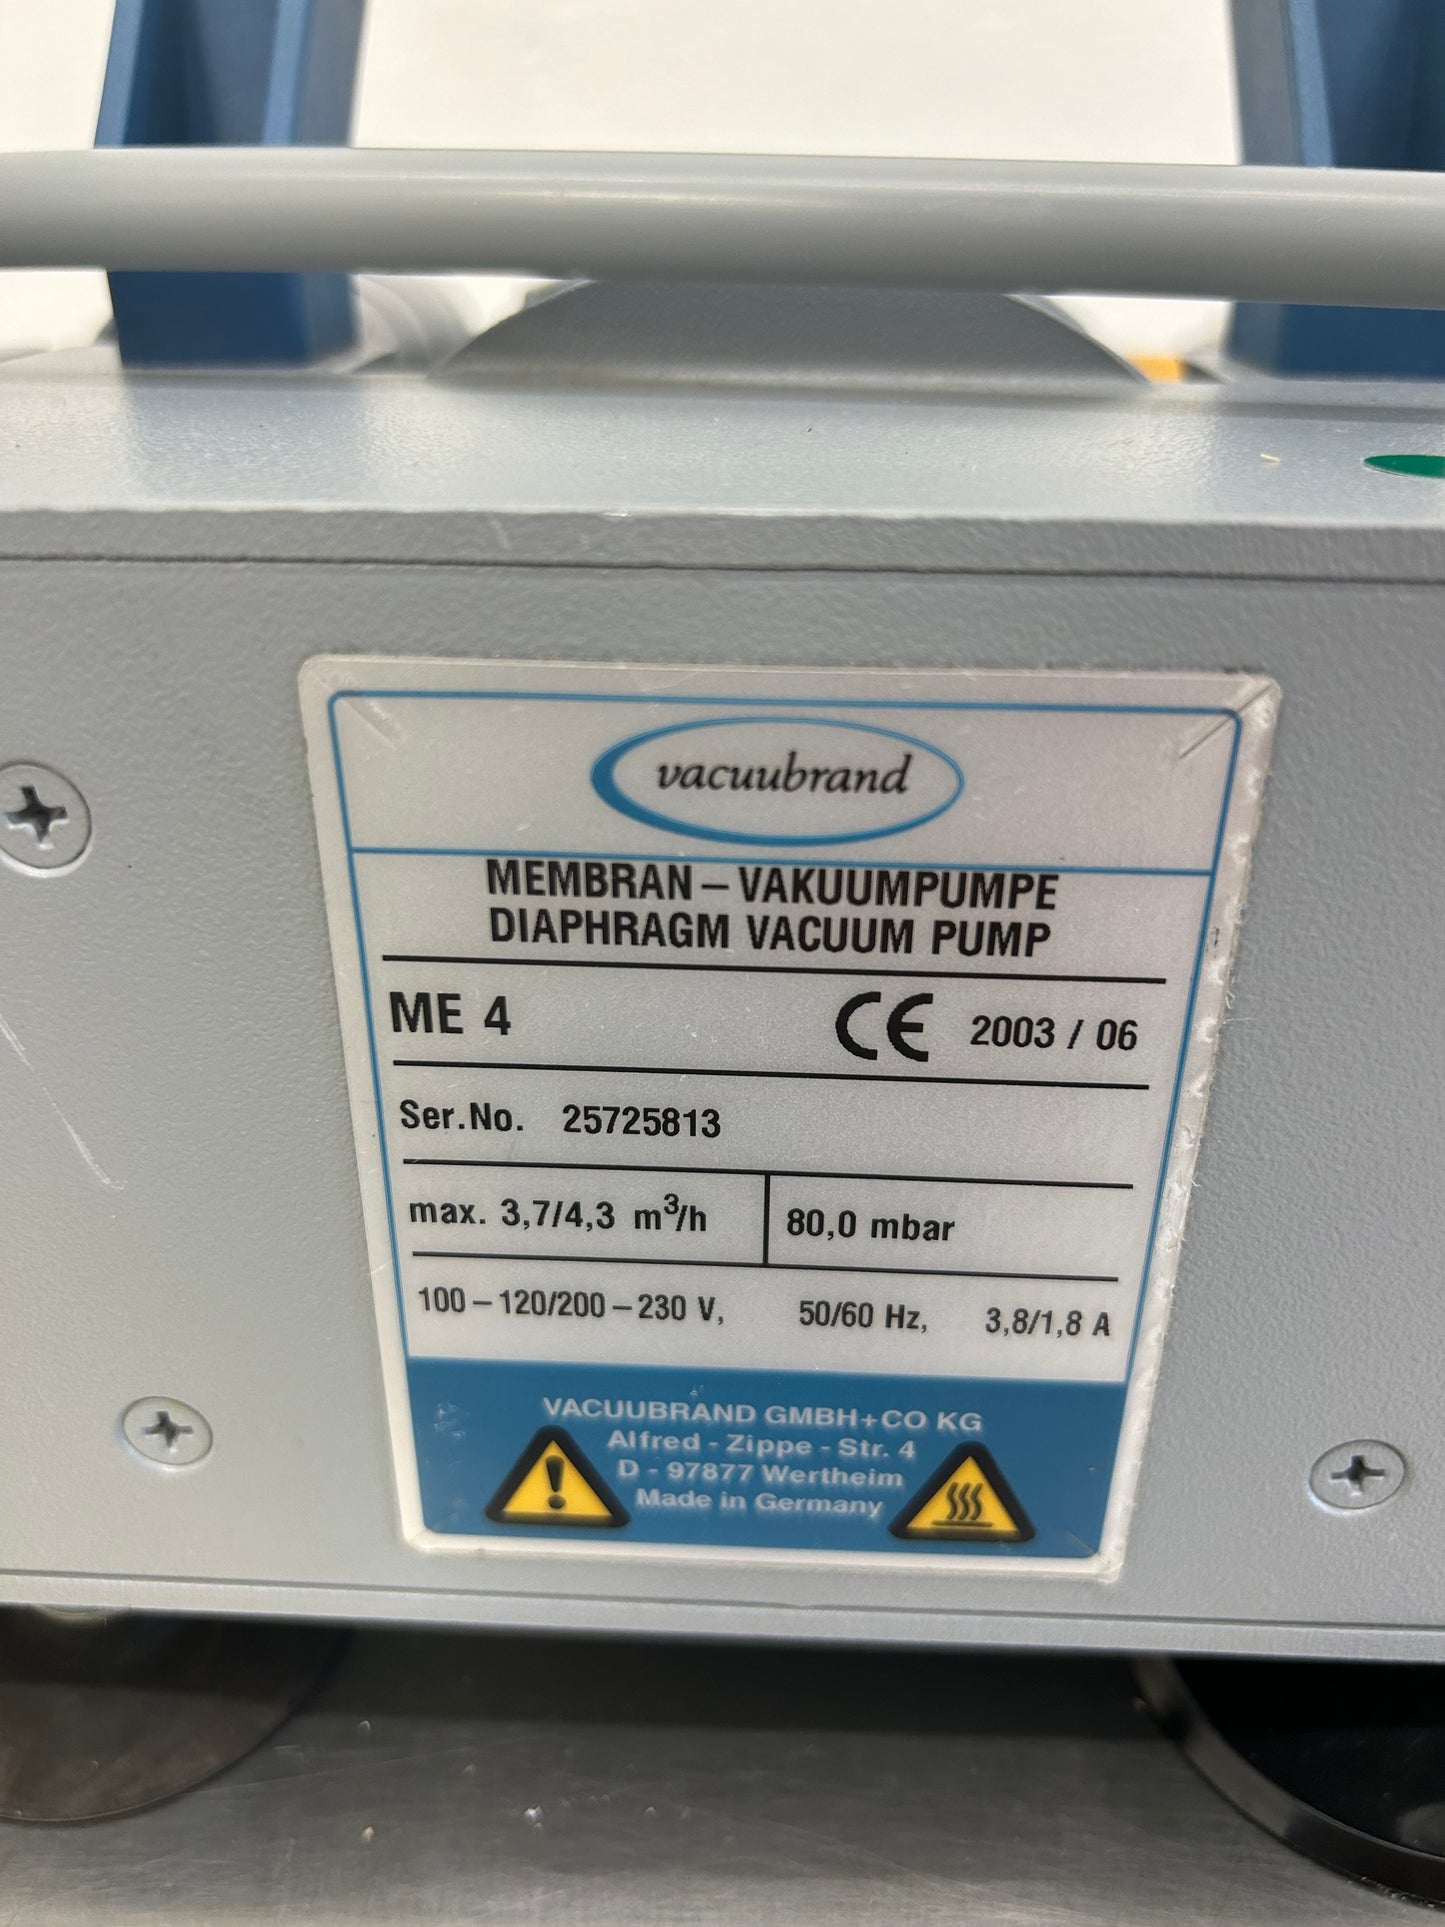 vacuubrand
MEMBRAN – VAKUUMPUMPE
DIAPHRAGM VACUUM PUMP
ME 4 CE 2003 / 06
Ser.No. 25725813
max. 3,7/4,3 m³/h 80,0 mbar
100 – 120/200 – 230 V, 50/60 Hz, 3,8/1,8 A
VACUUBRAND GMBH+CO KG
Alfred - Zippe - Str. 4
D - 97877 Wertheim
Made in Germany